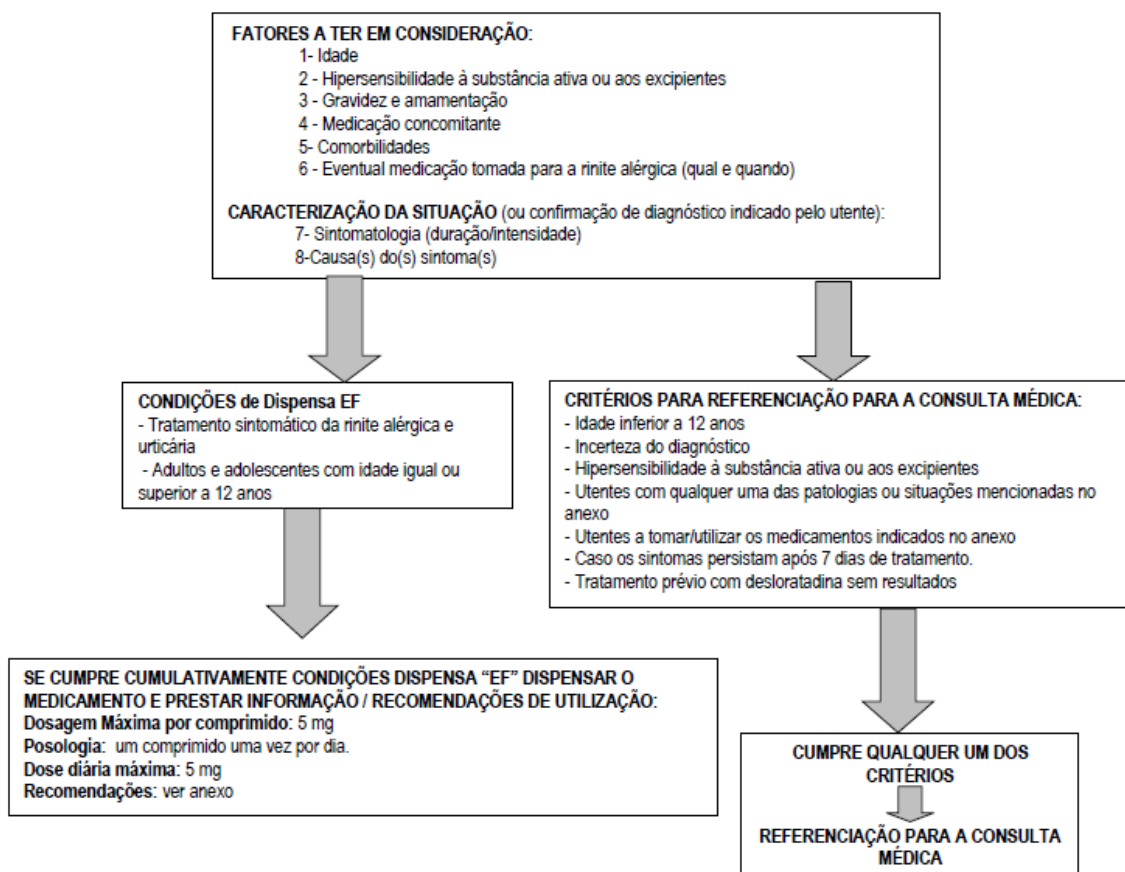 FATORES A TER EM CONSIDERAÇÃO:
1- Idade
2 - Hipersensibilidade à substância ativa ou aos excipientes
3 - Gravidez e amamentação
4 - Medicação concomitante
5- Comorbilidades
6 - Eventual medicação tomada para a rinite alérgica (qual e quando)
CARACTERIZAÇÃO DA SITUAÇÃO (ou confirmação de diagnóstico indicado pelo utente):
7- Sintomatologia (duração/intensidade)
8-Causa(s) do(s) sintoma(s)
CONDIÇÕES de Dispensa EF
- Tratamento sintomático da rinite alérgica e
urticária
- Adultos e adolescentes com idade igual ou
superior a 12 anos
CRITÉRIOS PARA REFERENCIAÇÃO PARA A CONSULTA MÉDICA:
- Idade inferior a 12 anos
- Incerteza do diagnóstico
- Hipersensibilidade à substância ativa ou aos excipientes
- Utentes com qualquer uma das patologias ou situações mencionadas no
anexo
- Utentes a tomar/utilizar os medicamentos indicados no anexo
- Caso os sintomas persistam após 7 dias de tratamento.
- Tratamento prévio com desloratadina sem resultados
SE CUMPRE CUMULATIVAMENTE CONDIÇÕES DISPENSA “EF” DISPENSAR O
MEDICAMENTO E PRESTAR INFORMAÇÃO / RECOMENDAÇÕES DE UTILIZAÇÃO:
Dosagem Máxima por comprimido: 5 mg
Posologia: um comprimido uma vez por dia.
Dose diária máxima: 5 mg
Recomendações: ver anexo
CUMPRE QUALQUER UM DOS
CRITÉRIOS
REFERENCIAÇÃO PARA A CONSULTA
MÉDICA